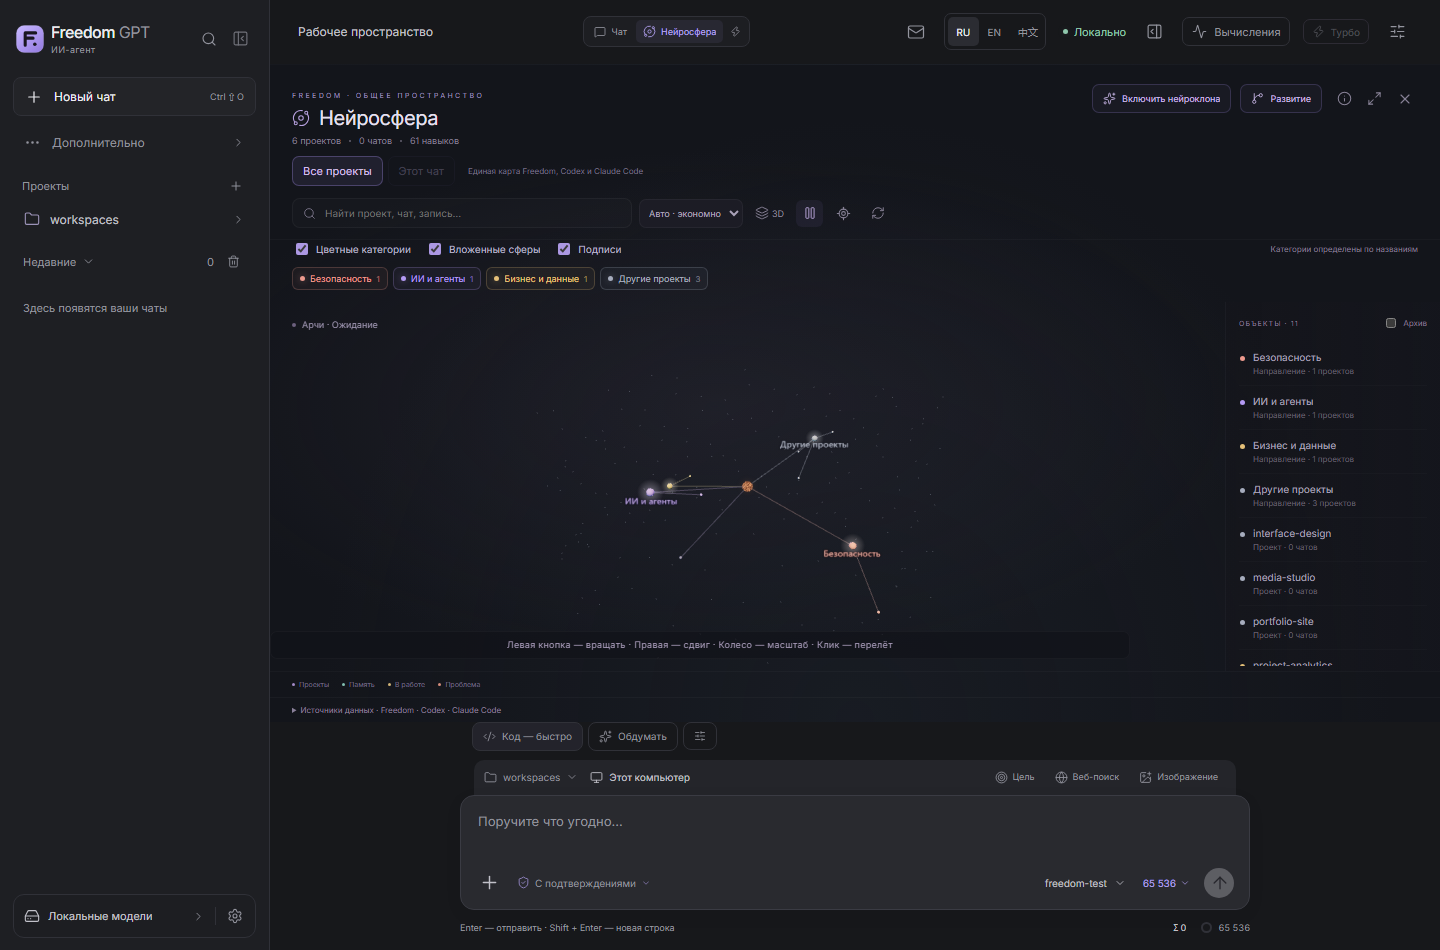 Freedom GPT
ИИ-агент
Новый чат
Ctrl ⇧ O
Дополнительно
Проекты
workspaces
Недавние
0
Здесь появятся ваши чаты
Локальные модели
Рабочее пространство
Чат
Нейросфера
RU
EN
中文
Локально
Вычисления
Турбо
FREEDOM · ОБЩЕЕ ПРОСТРАНСТВО
Нейросфера
6 проектов · 0 чатов · 61 навыков
Включить нейроклона
Развитие
Все проекты
Этот чат
Единая карта Freedom, Codex и Claude Code
Найти проект, чат, запись...
Авто · экономно
3D
Цветные категории
Вложенные сферы
Подписи
Категории определены по названиям
Безопасность 1
ИИ и агенты 1
Бизнес и данные 1
Другие проекты 3
Арчи · Ожидание
Другие проекты
ИИ и агенты
Безопасность
Левая кнопка — вращать · Правая — сдвиг · Колесо — масштаб · Клик — перелёт
ОБЪЕКТЫ · 11
Архив
Безопасность
Направление · 1 проектов
ИИ и агенты
Направление · 1 проектов
Бизнес и данные
Направление · 1 проектов
Другие проекты
Направление · 3 проектов
interface-design
Проект · 0 чатов
media-studio
Проект · 0 чатов
portfolio-site
Проект · 0 чатов
project-analytics
Проекты
Память
В работе
Проблема
Источники данных · Freedom · Codex · Claude Code
Код — быстро
Обдумать
workspaces
Этот компьютер
Цель
Веб-поиск
Изображение
Поручите что угодно...
С подтверждениями
freedom-test
65 536
Enter — отправить · Shift + Enter — новая строка
Σ 0
65 536